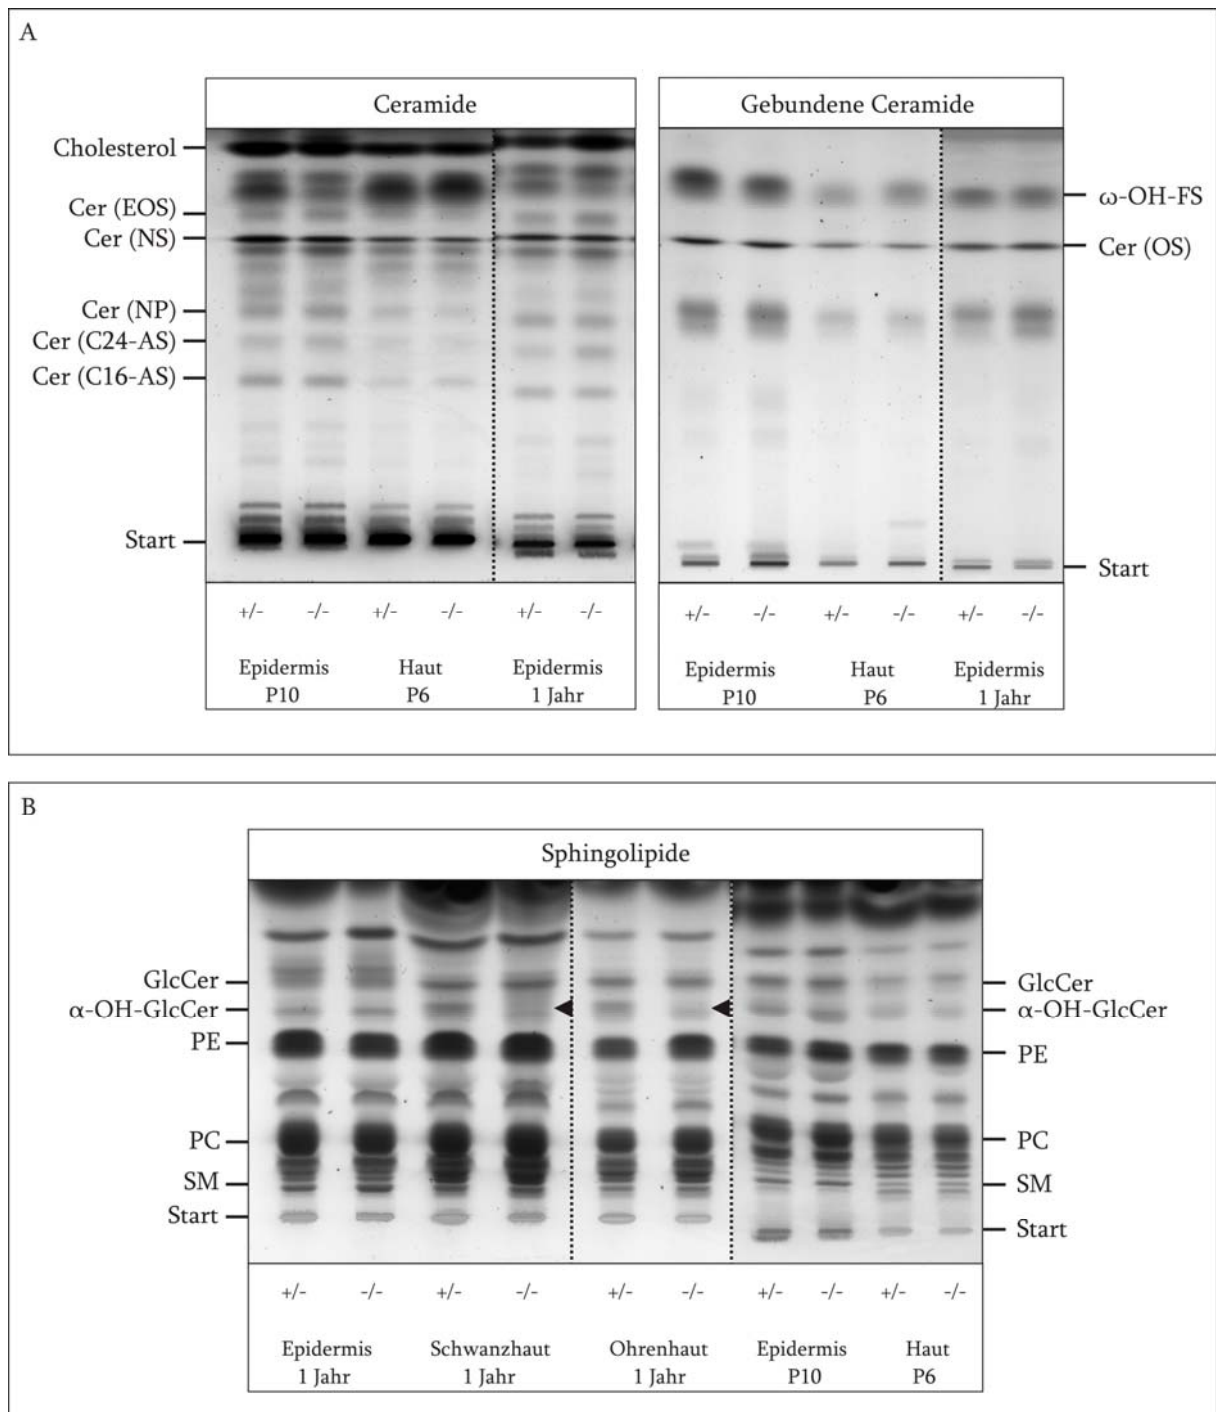 A
Ceramide
Gebundene Ceramide
Cholesterol
Cer (EOS)
Cer (NS)
Cer (NP)
Cer (C24-AS)
Cer (C16-AS)
Start
ω-OH-FS
Cer (OS)
Start
+/- -/- +/- -/- +/- -/-
Epidermis Haut Epidermis
P10 P6 1 Jahr
+/- -/- +/- -/- +/- -/-
Epidermis Haut Epidermis
P10 P6 1 Jahr
B
Sphingolipide
GlcCer
α-OH-GlcCer
PE
PC
SM
Start
GlcCer
α-OH-GlcCer
PE
PC
SM
Start
+/- -/- +/- -/- +/- -/- +/- -/- +/- -/-
Epidermis Schwanzhaut Ohrenhaut Epidermis Haut
1 Jahr 1 Jahr 1 Jahr P10 P6